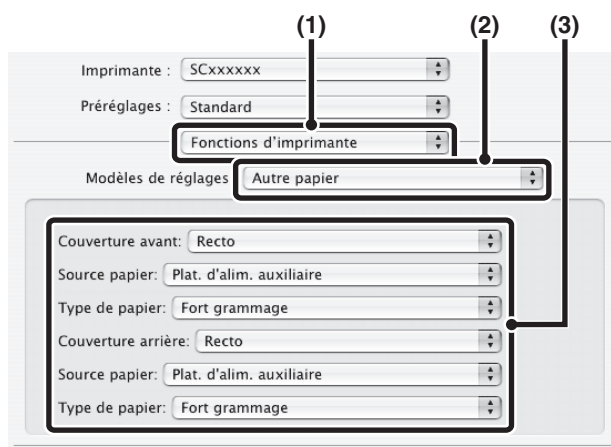 (1) (2) (3)
Imprimante : SCxxxxxx
Préréglages : Standard
Fonctions d'imprimante
Modèles de réglages Autre papier
Couverture avant: Recto
Source papier: Plat. d'alim. auxiliaire
Type de papier: Fort grammage
Couverture arrière: Recto
Source papier: Plat. d'alim. auxiliaire
Type de papier: Fort grammage